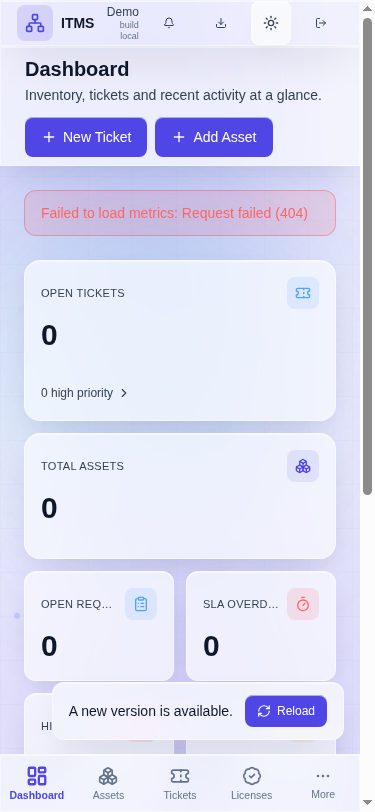 ITMS
Demo
build
local
Dashboard
Inventory, tickets and recent activity at a glance.
New Ticket
Add Asset
Failed to load metrics: Request failed (404)
OPEN TICKETS
0
0 high priority
TOTAL ASSETS
0
OPEN REQ…
0
SLA OVERD…
0
HI
A new version is available.
Reload
Dashboard
Assets
Tickets
Licenses
More